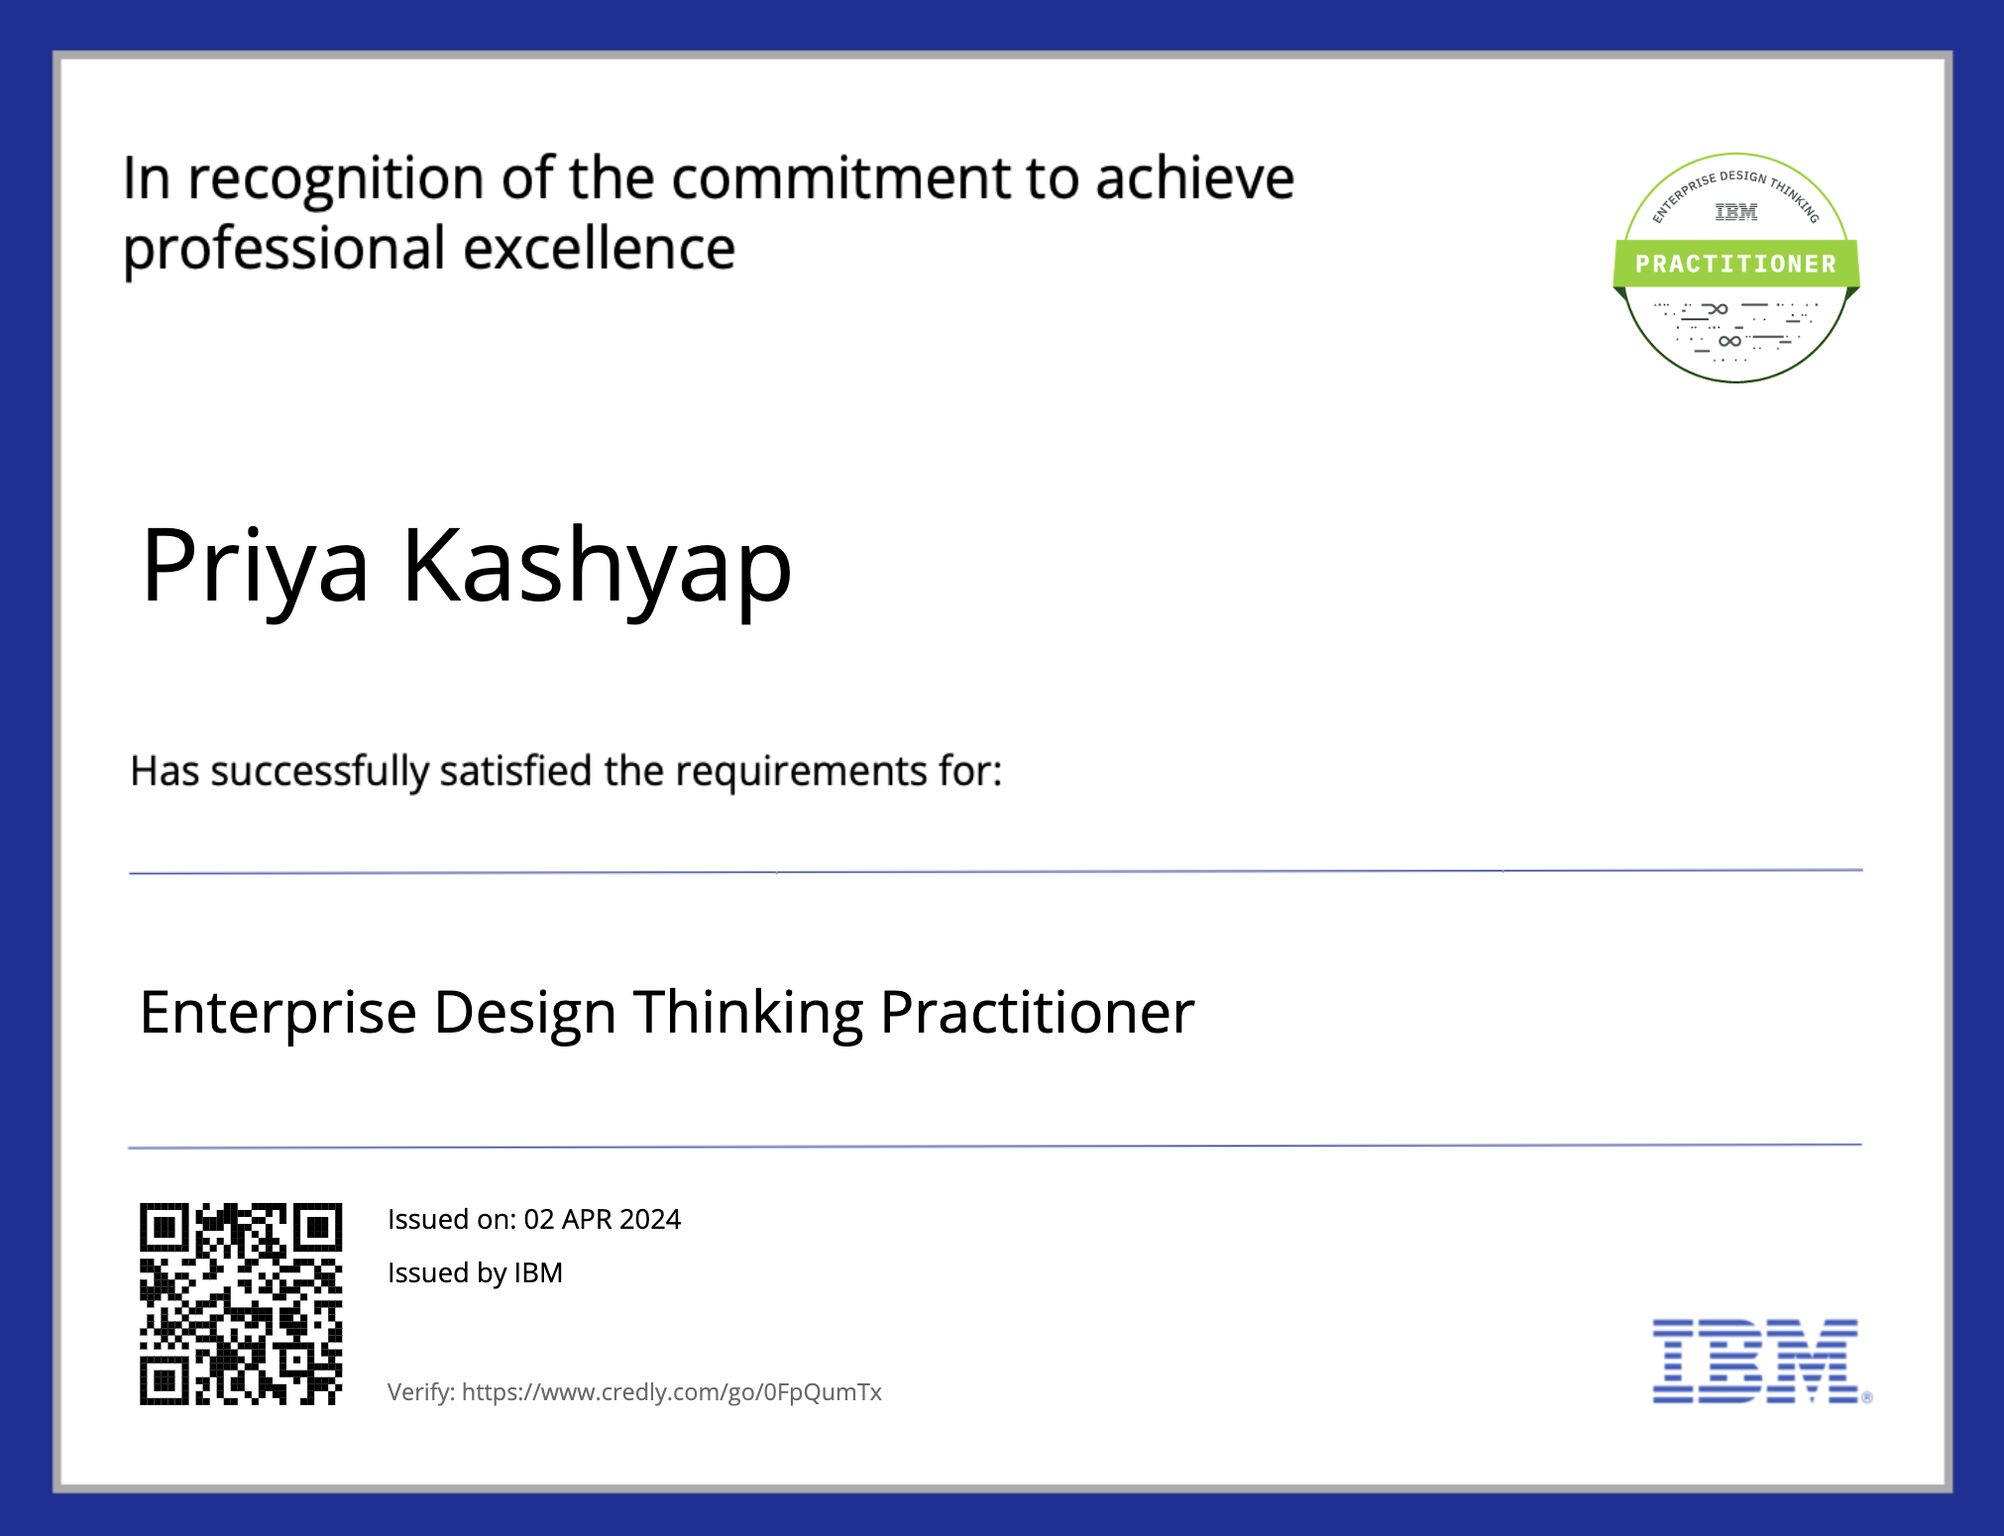 In recognition of the commitment to achieve
professional excellence
ENTERPRISE DESIGN THINKING
IBM
PRACTITIONER
Priya Kashyap
Has successfully satisfied the requirements for:
Enterprise Design Thinking Practitioner
Issued on: 02 APR 2024
Issued by IBM
Verify: https://www.credly.com/go/0FpQumTx
IBM®